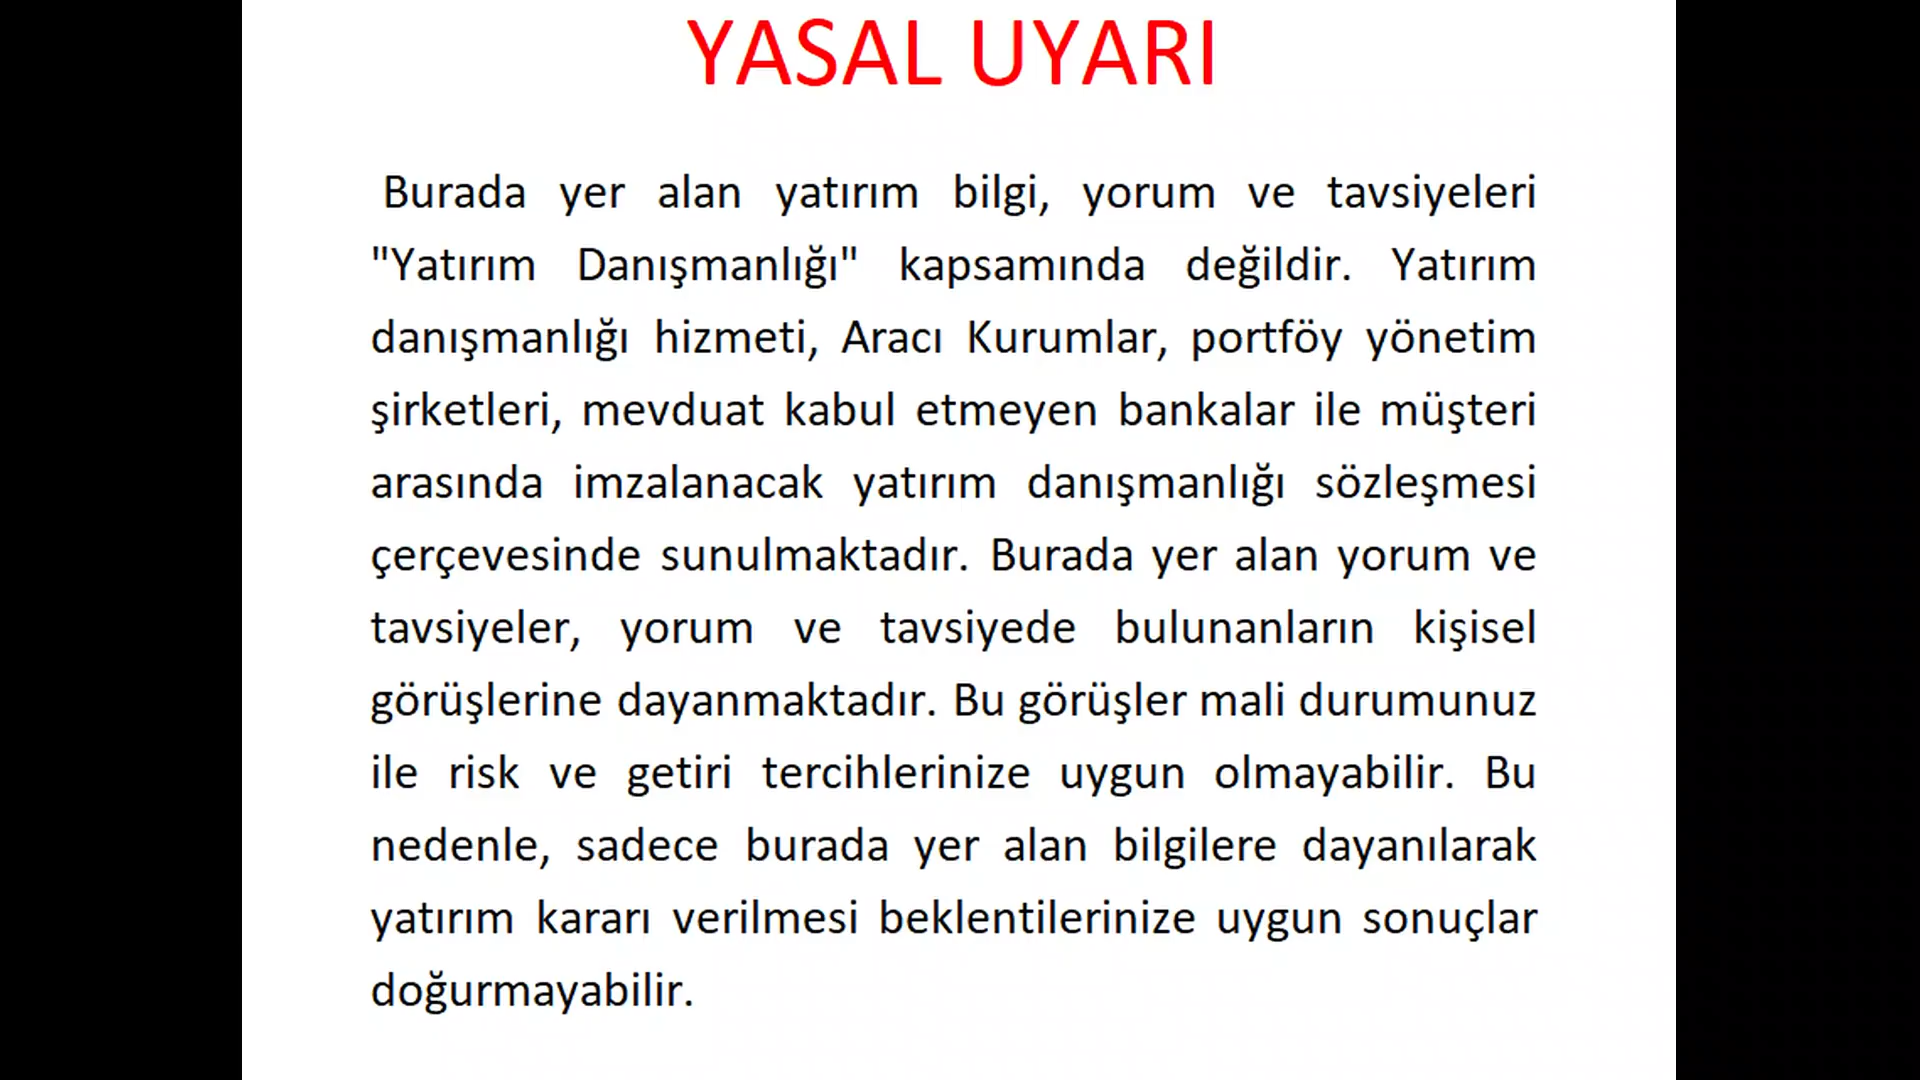 YASAL UYARI
Burada yer alan yatırım bilgi, yorum ve tavsiyeleri
"Yatırım Danışmanlığı" kapsamında değildir. Yatırım
danışmanlığı hizmeti, Aracı Kurumlar, portföy yönetim
şirketleri, mevduat kabul etmeyen bankalar ile müşteri
arasında imzalanacak yatırım danışmanlığı sözleşmesi
çerçevesinde sunulmaktadır. Burada yer alan yorum ve
tavsiyeler, yorum ve tavsiyede bulunanların kişisel
görüşlerine dayanmaktadır. Bu görüşler mali durumunuz
ile risk ve getiri tercihlerinize uygun olmayabilir. Bu
nedenle, sadece burada yer alan bilgilere dayanılarak
yatırım kararı verilmesi beklentilerinize uygun sonuçlar
doğurmayabilir.